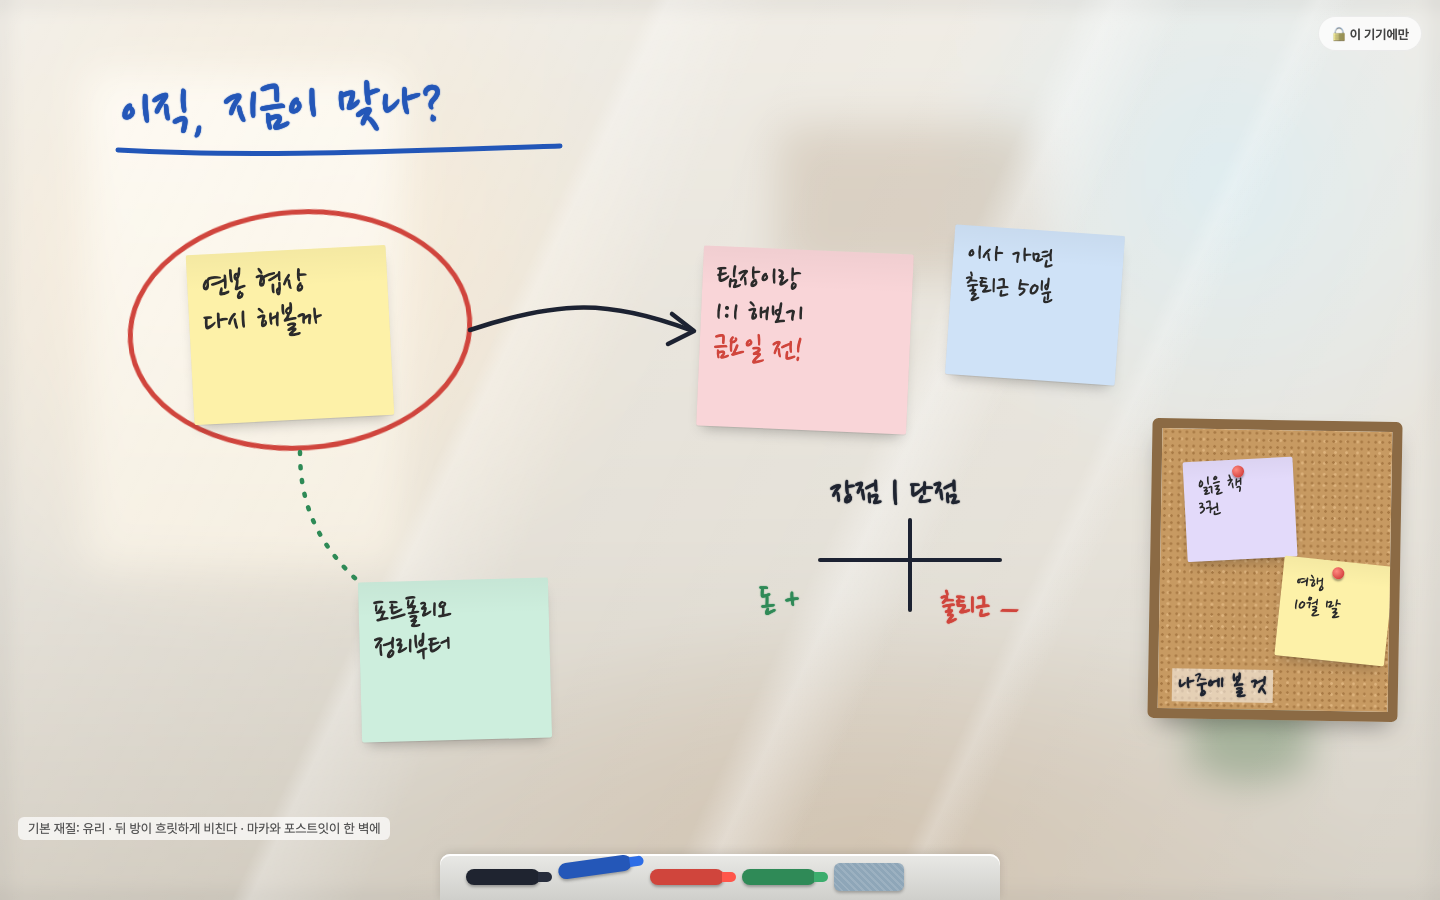 이 기기에만
이직, 지금이 맞나?
연봉 협상
다시 해볼까
팀장이랑
1:1 해보기
금요일 전!
이사 가면
출퇴근 50분
장점 | 단점
돈 +
출퇴근 –
포트폴리오
정리부터
읽을 책
3권
여행
10월 말
나중에 볼 것
기본 재질: 유리 · 뒤 방이 흐릿하게 비친다 · 마카와 포스트잇이 한 벽에